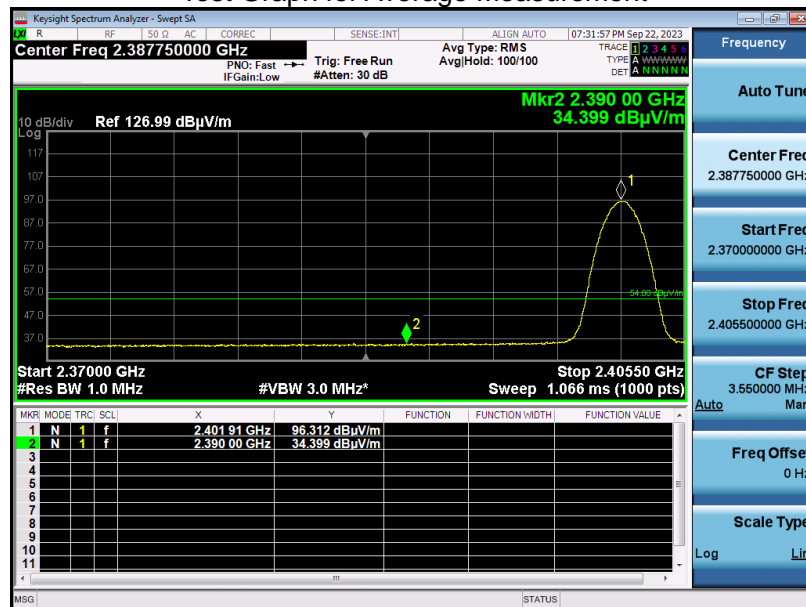 Test Graph for Average Measurement
Keysight Spectrum Analyzer - Swept SA
LXI R RF 50 Ω AC CORREC SENSE:INT ALIGN AUTO 07:31:57 PM Sep 22, 2023
Center Freq 2.387750000 GHz
PNO: Fast
IFGain:Low
Trig: Free Run
#Atten: 30 dB
Avg Type: RMS
Avg|Hold: 100/100
TRACE 1 2 3 4 5 6
TYPE A WWWWW
DET A N N N N N
Mkr2 2.390 00 GHz
34.399 dBµV/m
10 dB/div Ref 126.99 dBµV/m
Log
117
107
97.0
87.0
77.0
67.0
57.0
47.0
37.0
1
54.00 dBµV/m
2
Start 2.37000 GHz Stop 2.40550 GHz
#Res BW 1.0 MHz #VBW 3.0 MHz* Sweep 1.066 ms (1000 pts)
MKR MODE TRC SCL X Y FUNCTION FUNCTION WIDTH FUNCTION VALUE
1 N 1 f 2.401 91 GHz 96.312 dBµV/m
2 N 1 f 2.390 00 GHz 34.399 dBµV/m
3
4
5
6
7
8
9
10
11
MSG STATUS
Frequency
Auto Tune
Center Freq
2.387750000 GHz
Start Freq
2.370000000 GHz
Stop Freq
2.405500000 GHz
CF Step
3.550000 MHz
Auto Man
Freq Offset
0 Hz
Scale Type
Log Lin